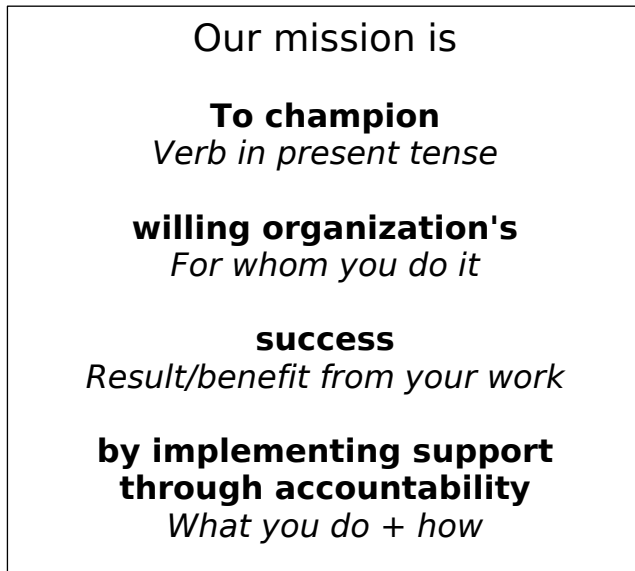 Our mission is
To champion
Verb in present tense
willing organization's
For whom you do it
success
Result/benefit from your work
by implementing support
through accountability
What you do + how